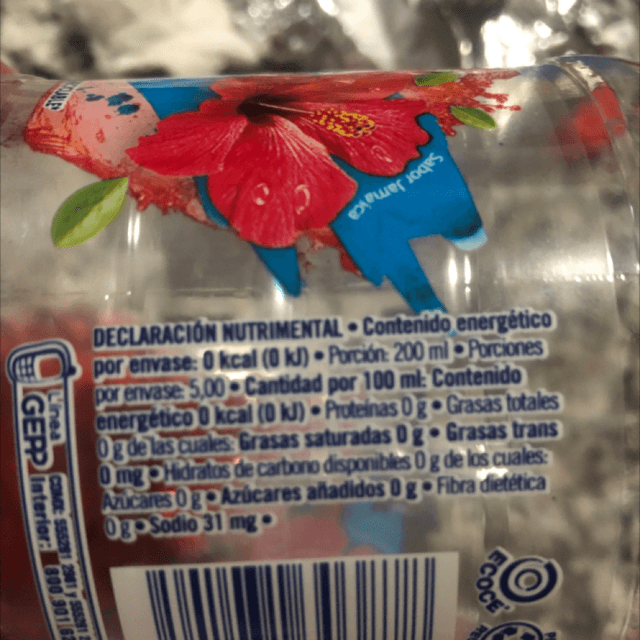 Sabor Jamaica
DECLARACIÓN NUTRIMENTAL • Contenido energético
por envase: 0 kcal (0 kJ) • Porción: 200 ml • Porciones
por envase: 5,00 • Cantidad por 100 ml: Contenido
energético 0 kcal (0 kJ) • Proteínas 0 g • Grasas totales
0 g de las cuales: Grasas saturadas 0 g • Grasas trans
0 mg • Hidratos de carbono disponibles 0 g de los cuales:
Azúcares 0 g • Azúcares añadidos 0 g • Fibra dietética
0 g • Sodio 31 mg •
Línea
GEPP
Interior:
ECOCE